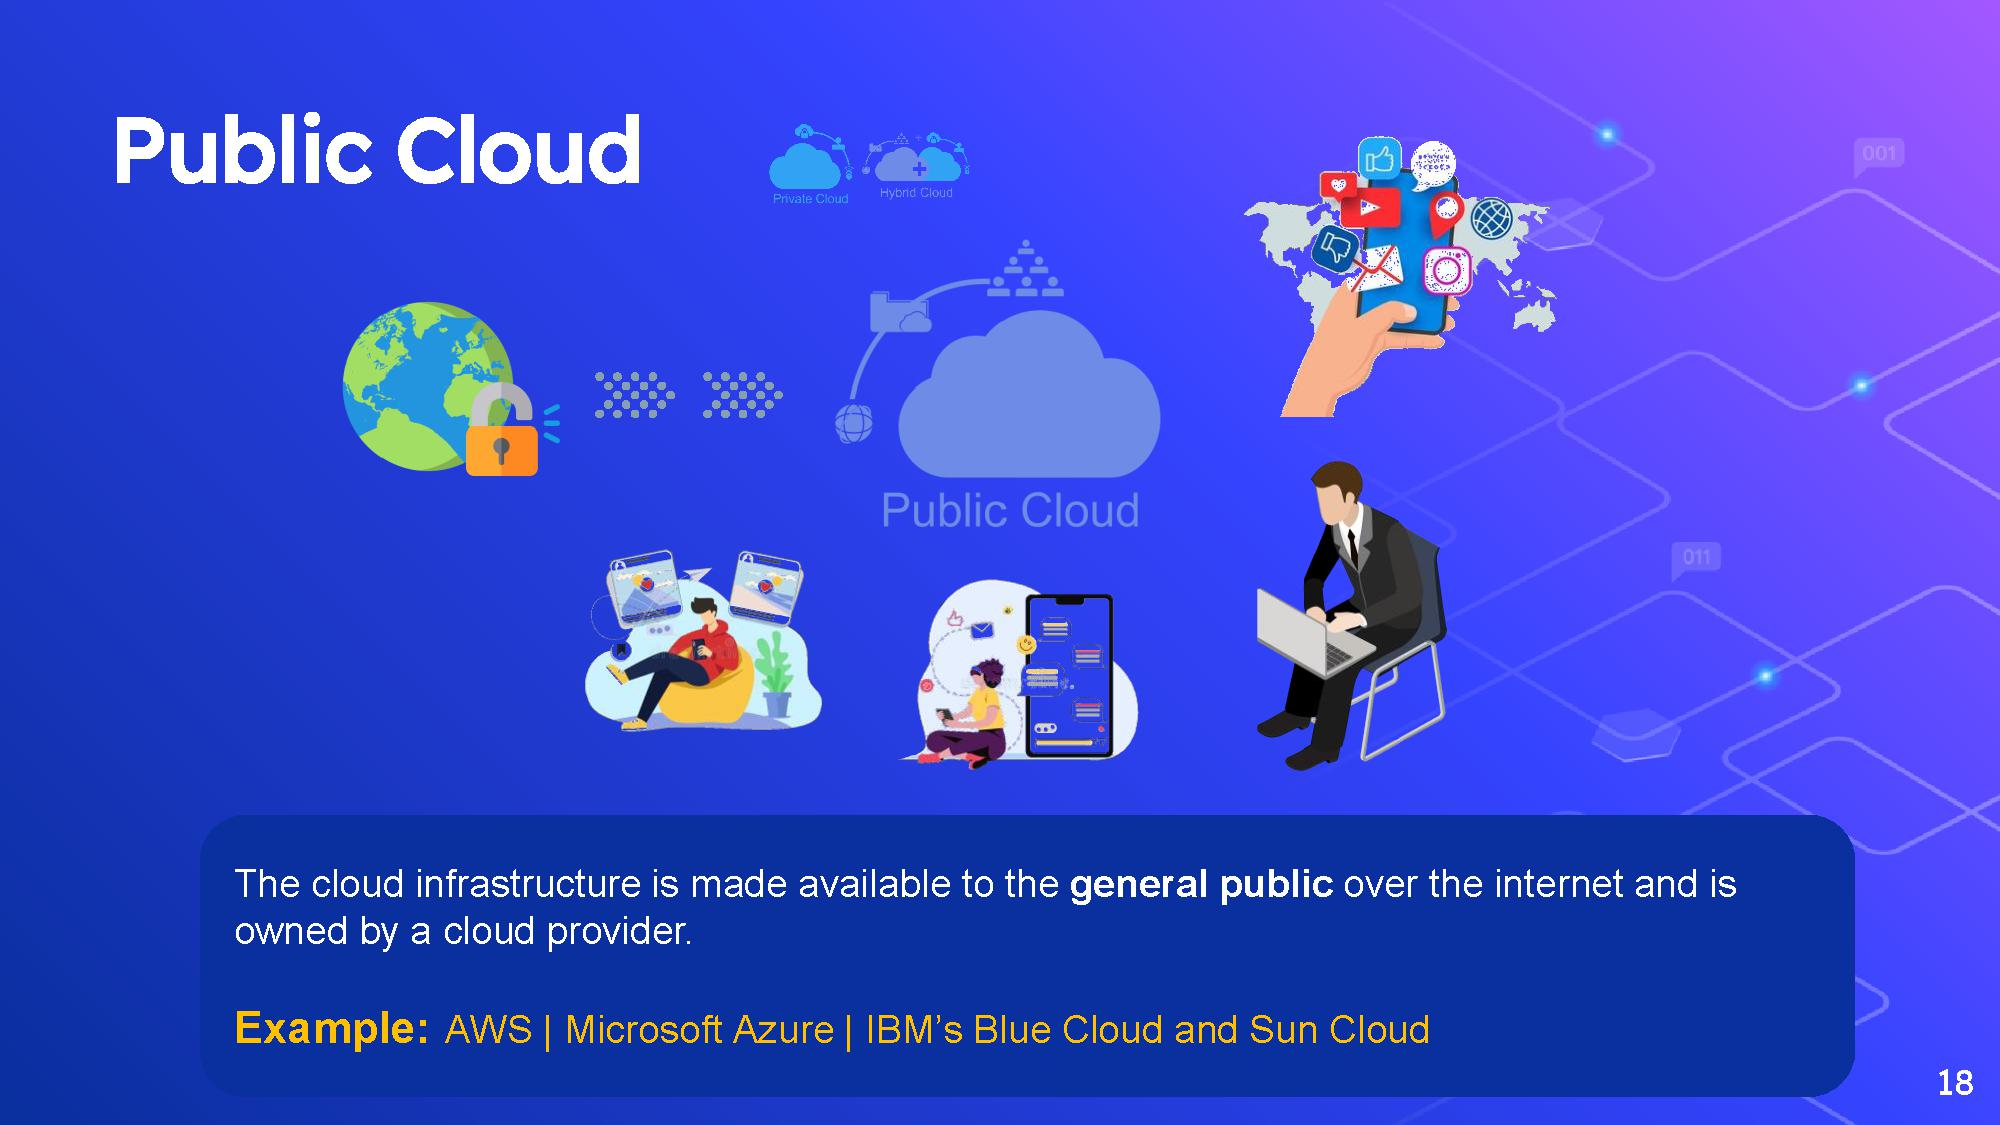 Public Cloud
Private Cloud
Hybrid Cloud
001
Public Cloud
011
The cloud infrastructure is made available to the general public over the internet and is
owned by a cloud provider.
Example: AWS | Microsoft Azure | IBM’s Blue Cloud and Sun Cloud
18